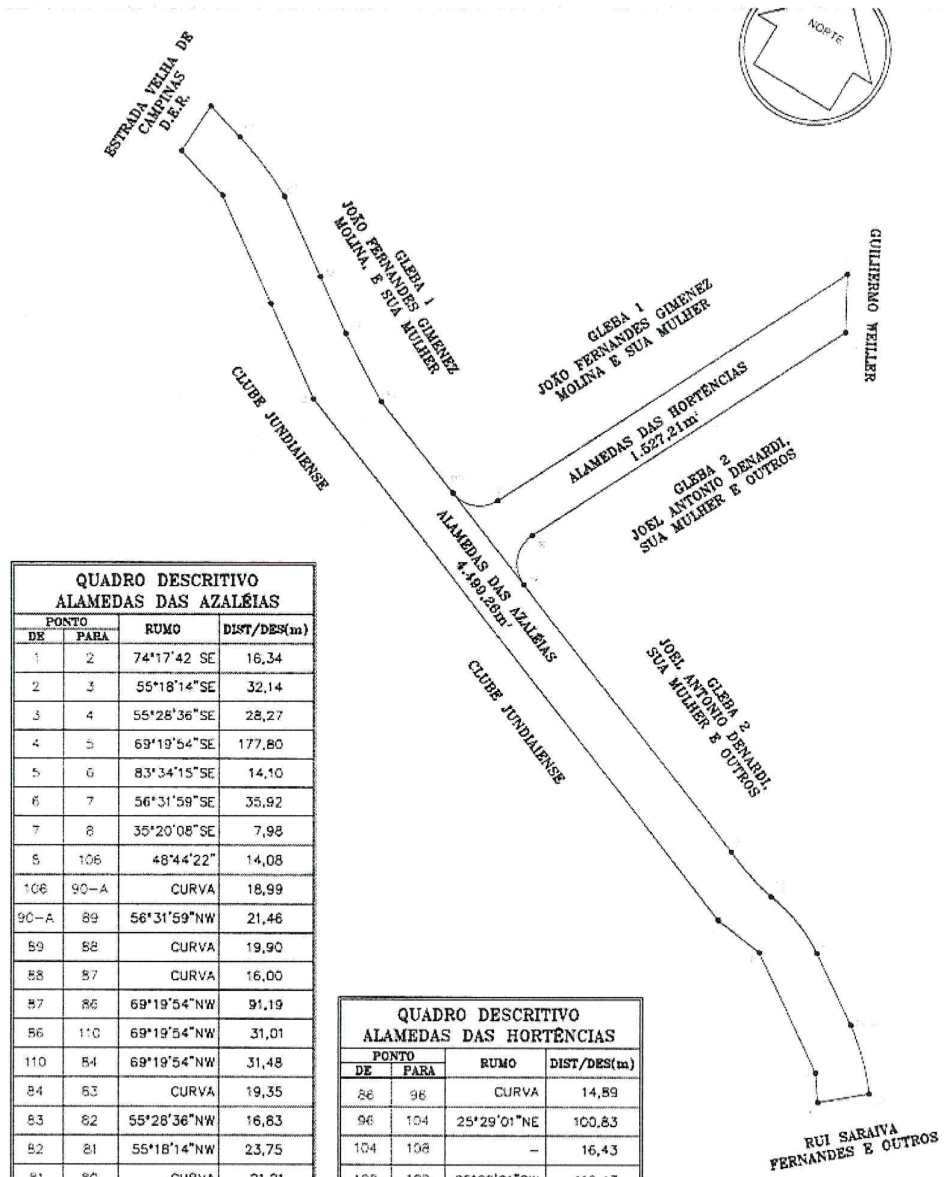 NORTE
ESTRADA VELHA DE
CAMPINAS
D.E.R.
GLEBA 1
JOÃO FERNANDES GIMENEZ
MOLINA, E SUA MULHER
GUILHERMO WEILLER
GLEBA 1
JOÃO FERNANDES GIMENEZ
MOLINA E SUA MULHER
CLUBE JUNDIAIENSE
ALAMEDAS DAS HORTENCIAS
1.527,21m²
GLEBA 2
JOEL ANTONIO DENARDI,
SUA MULHER E OUTROS
ALAMEDAS DAS AZALÉIAS
4.499,26m²
CLUBE JUNDIAIENSE
GLEBA 2
JOEL ANTONIO DENARDI,
SUA MULHER E OUTROS
RUI SARAIVA
FERNANDES E OUTROS
QUADRO DESCRITIVO
ALAMEDAS DAS AZALÉIAS
PONTO RUMO DIST/DES(m)
DE PARA
1 2 74°17'42 SE 16,34
2 3 55°18'14"SE 32,14
3 4 55°28'36"SE 28,27
4 5 69°19'54"SE 177,80
5 6 83°34'15"SE 14,10
6 7 56°31'59"SE 35,92
7 8 35°20'08"SE 7,98
8 106 48°44'22" 14,08
106 90-A CURVA 18,99
90-A 89 56°31'59"NW 21,46
89 88 CURVA 19,90
88 87 CURVA 16,00
87 86 69°19'54"NW 91,19
86 110 69°19'54"NW 31,01
110 84 69°19'54"NW 31,48
84 83 CURVA 19,35
83 82 55°28'36"NW 16,83
82 81 55°18'14"NW 23,75
QUADRO DESCRITIVO
ALAMEDAS DAS HORTÊNCIAS
PONTO RUMO DIST/DES(m)
DE PARA
86 96 CURVA 14,89
96 104 25°29'01"NE 100,83
104 108 - 16,43